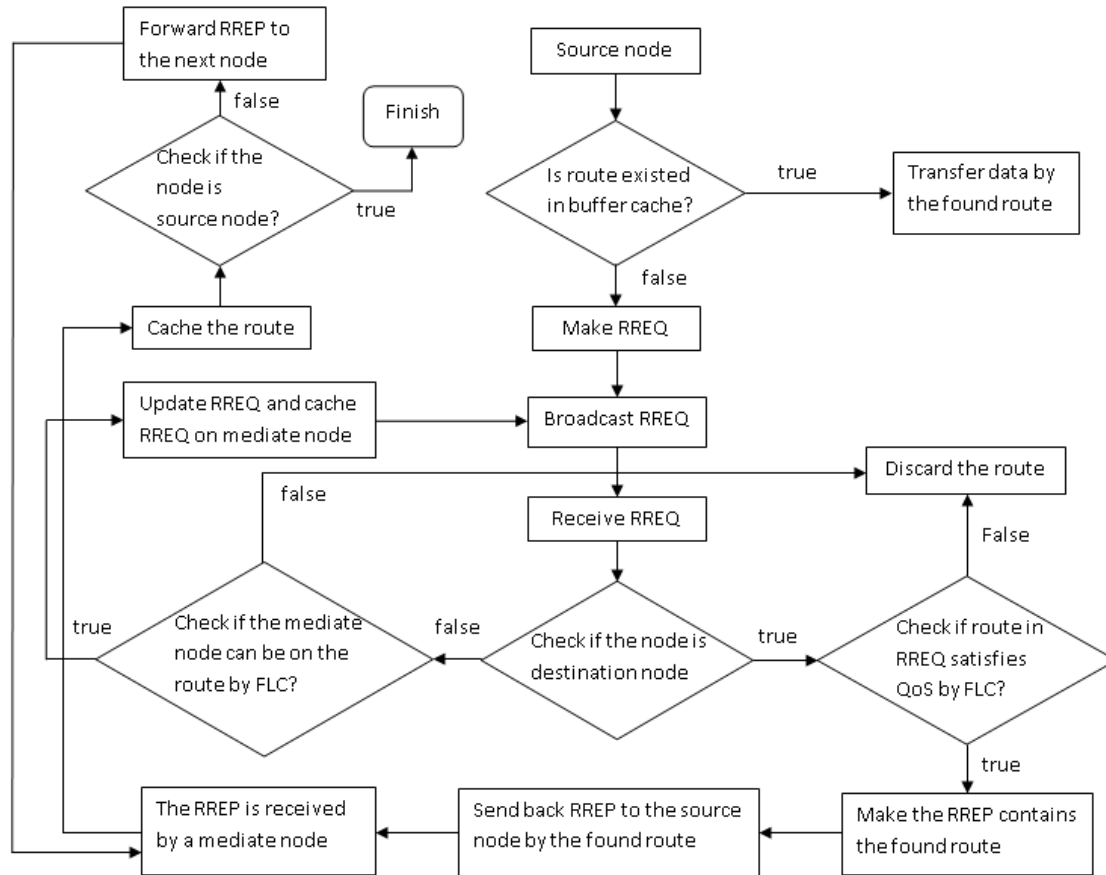 Forward RREP to
the next node
Source node
false
Finish
Check if the
node is
source node?
true
Is route existed
in buffer cache?
true
Transfer data by
the found route
false
Cache the route
Make RREQ
Update RREQ and cache
RREQ on mediate node
Broadcast RREQ
Discard the route
false
Receive RREQ
False
true
Check if the mediate
node can be on the
route by FLC?
false
Check if the node is
destination node
true
Check if route in
RREQ satisfies
QoS by FLC?
true
The RREP is received
by a mediate node
Send back RREP to the source
node by the found route
Make the RREP contains
the found route